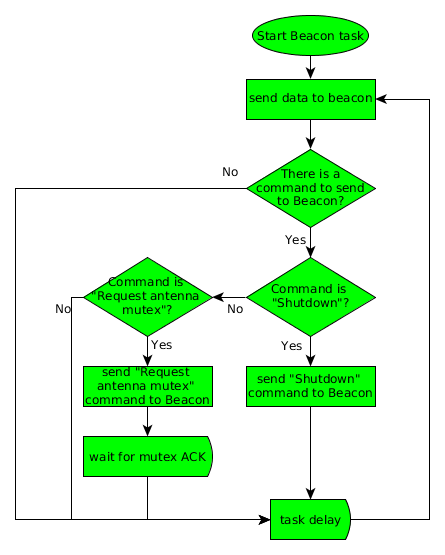 Start Beacon task
send data to beacon
No
There is a
command to send
to Beacon?
Yes
Command is
"Request antenna
mutex"?
Command is
"Shutdown"?
No
No
Yes
Yes
send "Request
antenna mutex"
command to Beacon
send "Shutdown"
command to Beacon
wait for mutex ACK
task delay